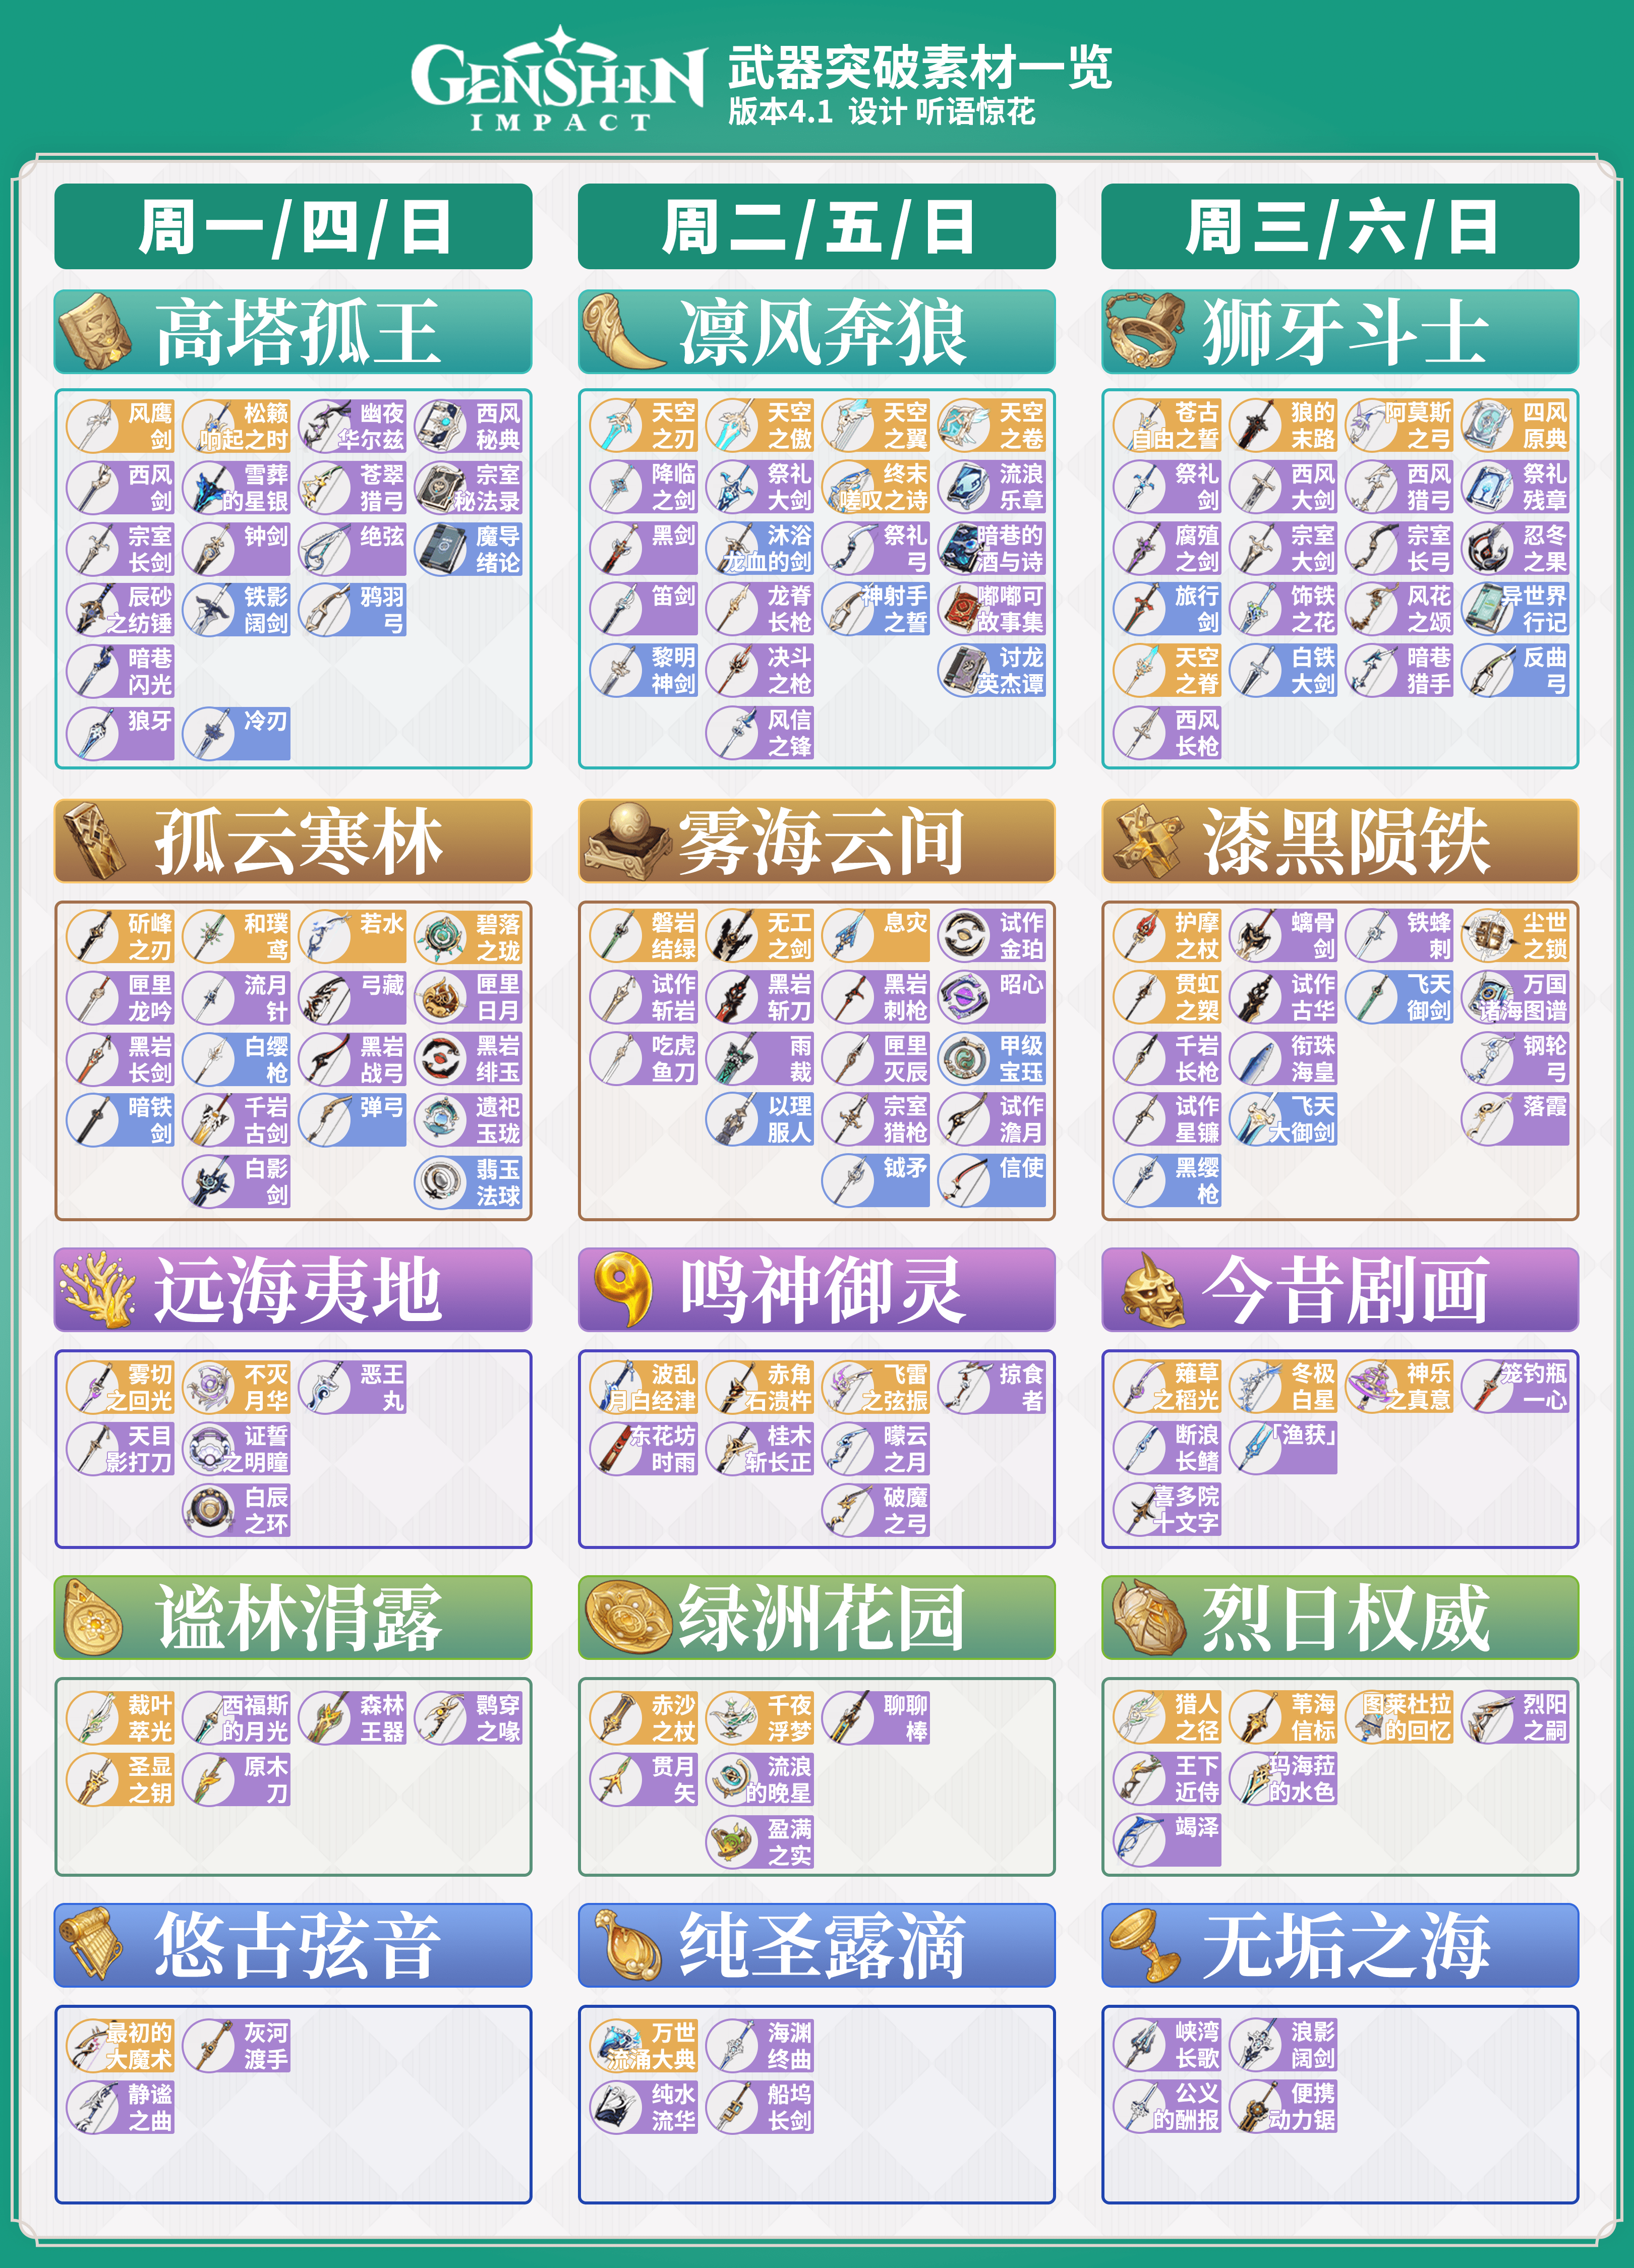 GENSHIN
IMPACT
武器突破素材一览
版本4.1 设计 听语惊花
周一/四/日
周二/五/日
周三/六/日
高塔孤王
凛风奔狼
狮牙斗士
风鹰
剑
松籁
响起之时
幽夜
华尔兹
西风
秘典
西风
剑
雪葬
的星银
苍翠
猎弓
宗室
秘法录
宗室
长剑
钟剑
绝弦
魔导
绪论
辰砂
之纺锤
铁影
阔剑
鸦羽
弓
暗巷
闪光
狼牙
冷刃
天空
之刃
天空
之傲
天空
之翼
天空
之卷
降临
之剑
祭礼
大剑
终末
嗟叹之诗
流浪
乐章
黑剑
沐浴
龙血的剑
祭礼
弓
暗巷的
酒与诗
笛剑
龙脊
长枪
神射手
之誓
嘟嘟可
故事集
黎明
神剑
决斗
之枪
讨龙
英杰谭
风信
之锋
苍古
自由之誓
狼的
末路
阿莫斯
之弓
四风
原典
祭礼
剑
西风
大剑
西风
猎弓
祭礼
残章
腐殖
之剑
宗室
大剑
宗室
长弓
忍冬
之果
旅行
剑
饰铁
之花
风花
之颂
异世界
行记
天空
之脊
白铁
大剑
暗巷
猎手
反曲
弓
西风
长枪
孤云寒林
雾海云间
漆黑陨铁
斫峰
之刃
和璞
鸢
若水
碧落
之珑
匣里
龙吟
流月
针
弓藏
匣里
日月
黑岩
长剑
白缨
枪
黑岩
战弓
黑岩
绯玉
暗铁
剑
千岩
古剑
弹弓
遗祀
玉珑
白影
剑
翡玉
法球
磐岩
结绿
无工
之剑
息灾
试作
金珀
试作
斩岩
黑岩
斩刀
黑岩
刺枪
昭心
吃虎
鱼刀
雨
裁
匣里
灭辰
甲级
宝珏
以理
服人
宗室
猎枪
试作
澹月
钺矛
信使
护摩
之杖
螭骨
剑
铁蜂
刺
尘世
之锁
贯虹
之槊
试作
古华
飞天
御剑
万国
诸海图谱
千岩
长枪
衔珠
海皇
钢轮
弓
试作
星镰
飞天
大御剑
落霞
黑缨
枪
远海夷地
鸣神御灵
今昔剧画
雾切
之回光
不灭
月华
恶王
丸
天目
影打刀
证誓
之明瞳
白辰
之环
波乱
月白经津
赤角
石溃杵
飞雷
之弦振
掠食
者
东花坊
时雨
桂木
斩长正
曚云
之月
破魔
之弓
薙草
之稻光
冬极
白星
神乐
之真意
笼钓瓶
一心
断浪
长鳍
「渔获」
喜多院
十文字
谧林涓露
绿洲花园
烈日权威
裁叶
萃光
西福斯
的月光
森林
王器
鹮穿
之喙
圣显
之钥
原木
刀
赤沙
之杖
千夜
浮梦
聊聊
棒
贯月
矢
流浪
的晚星
盈满
之实
猎人
之径
苇海
信标
图莱杜拉
的回忆
烈阳
之嗣
王下
近侍
玛海菈
的水色
竭泽
悠古弦音
纯圣露滴
无垢之海
最初的
大魔术
灰河
渡手
静谧
之曲
万世
流涌大典
海渊
终曲
纯水
流华
船坞
长剑
峡湾
长歌
浪影
阔剑
公义
的酬报
便携
动力锯